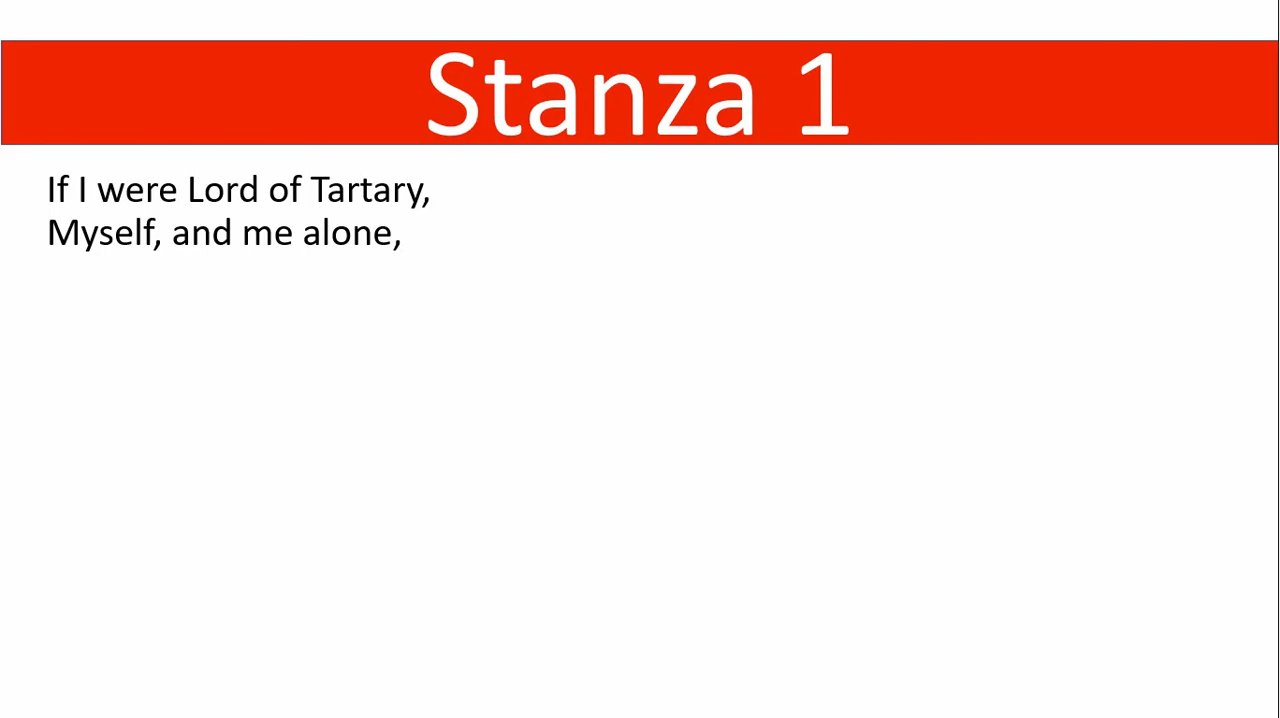 Stanza 1
If I were Lord of Tartary,
Myself, and me alone,